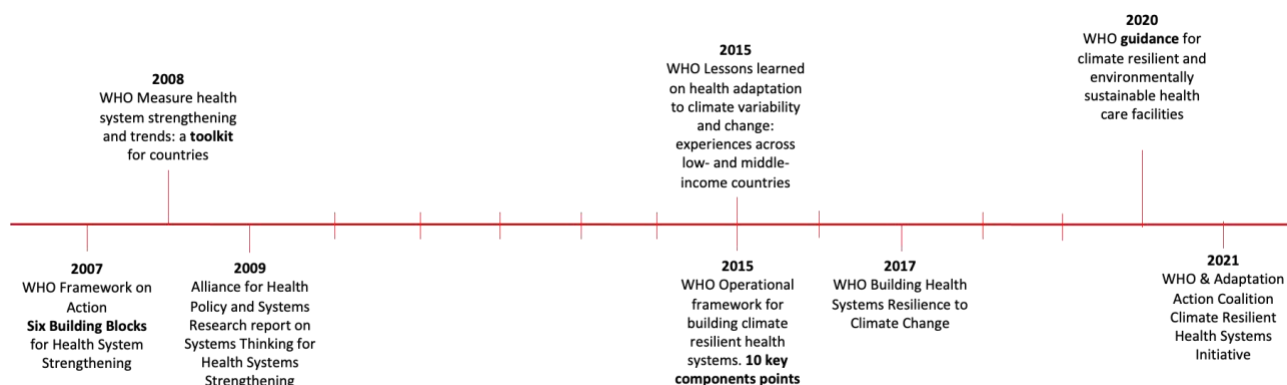 2008
WHO Measure health
system strengthening
and trends: a toolkit
for countries
2015
WHO Lessons learned
on health adaptation
to climate variability
and change:
experiences across
low- and middle-
income countries
2020
WHO guidance for
climate resilient and
environmentally
sustainable health
care facilities
2007
WHO Framework on
Action
Six Building Blocks
for Health System
Strengthening
2009
Alliance for Health
Policy and Systems
Research report on
Systems Thinking for
Health Systems
Strengthening
2015
WHO Operational
framework for
building climate
resilient health
systems. 10 key
components points
2017
WHO Building Health
Systems Resilience to
Climate Change
2021
WHO & Adaptation
Action Coalition
Climate Resilient
Health Systems
Initiative